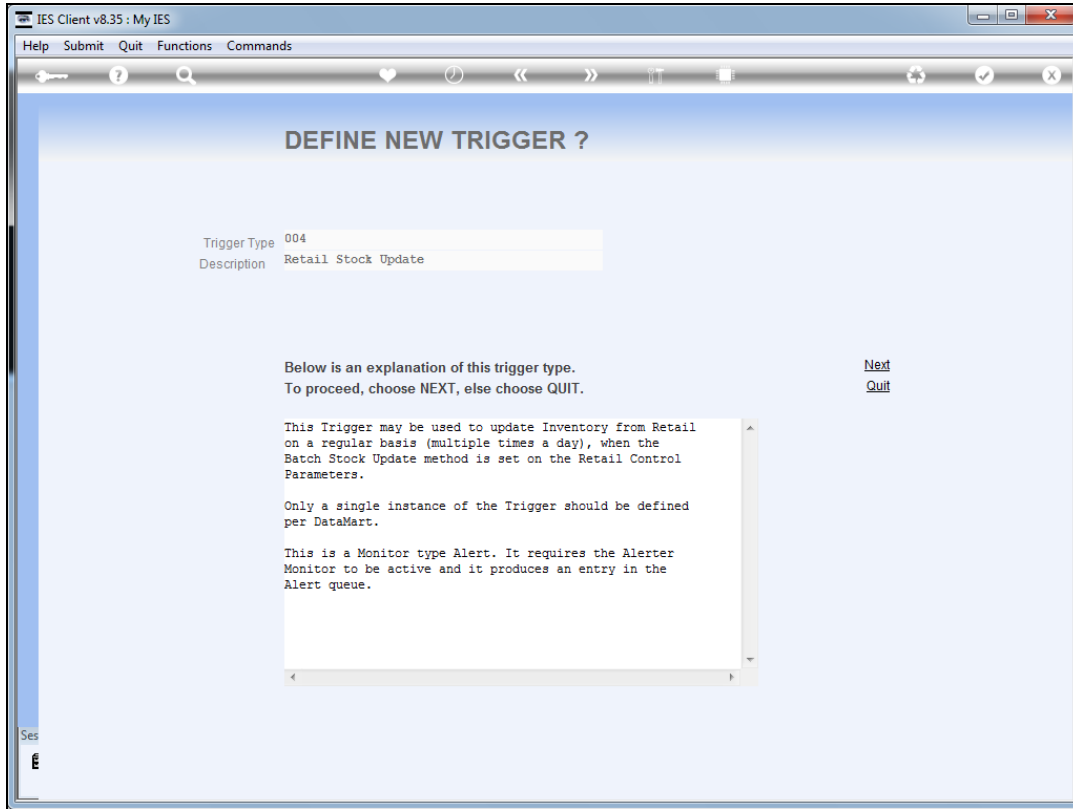 IES Client v8.35 : My IES
Help Submit Quit Functions Commands
DEFINE NEW TRIGGER ?
Trigger Type 004
Description Retail Stock Update
Below is an explanation of this trigger type.
Next
To proceed, choose NEXT, else choose QUIT.
Quit
This Trigger may be used to update Inventory from Retail
on a regular basis (multiple times a day), when the
Batch Stock Update method is set on the Retail Control
Parameters.
Only a single instance of the Trigger should be defined
per DataMart.
This is a Monitor type Alert. It requires the Alerter
Monitor to be active and it produces an entry in the
Alert queue.
Ses